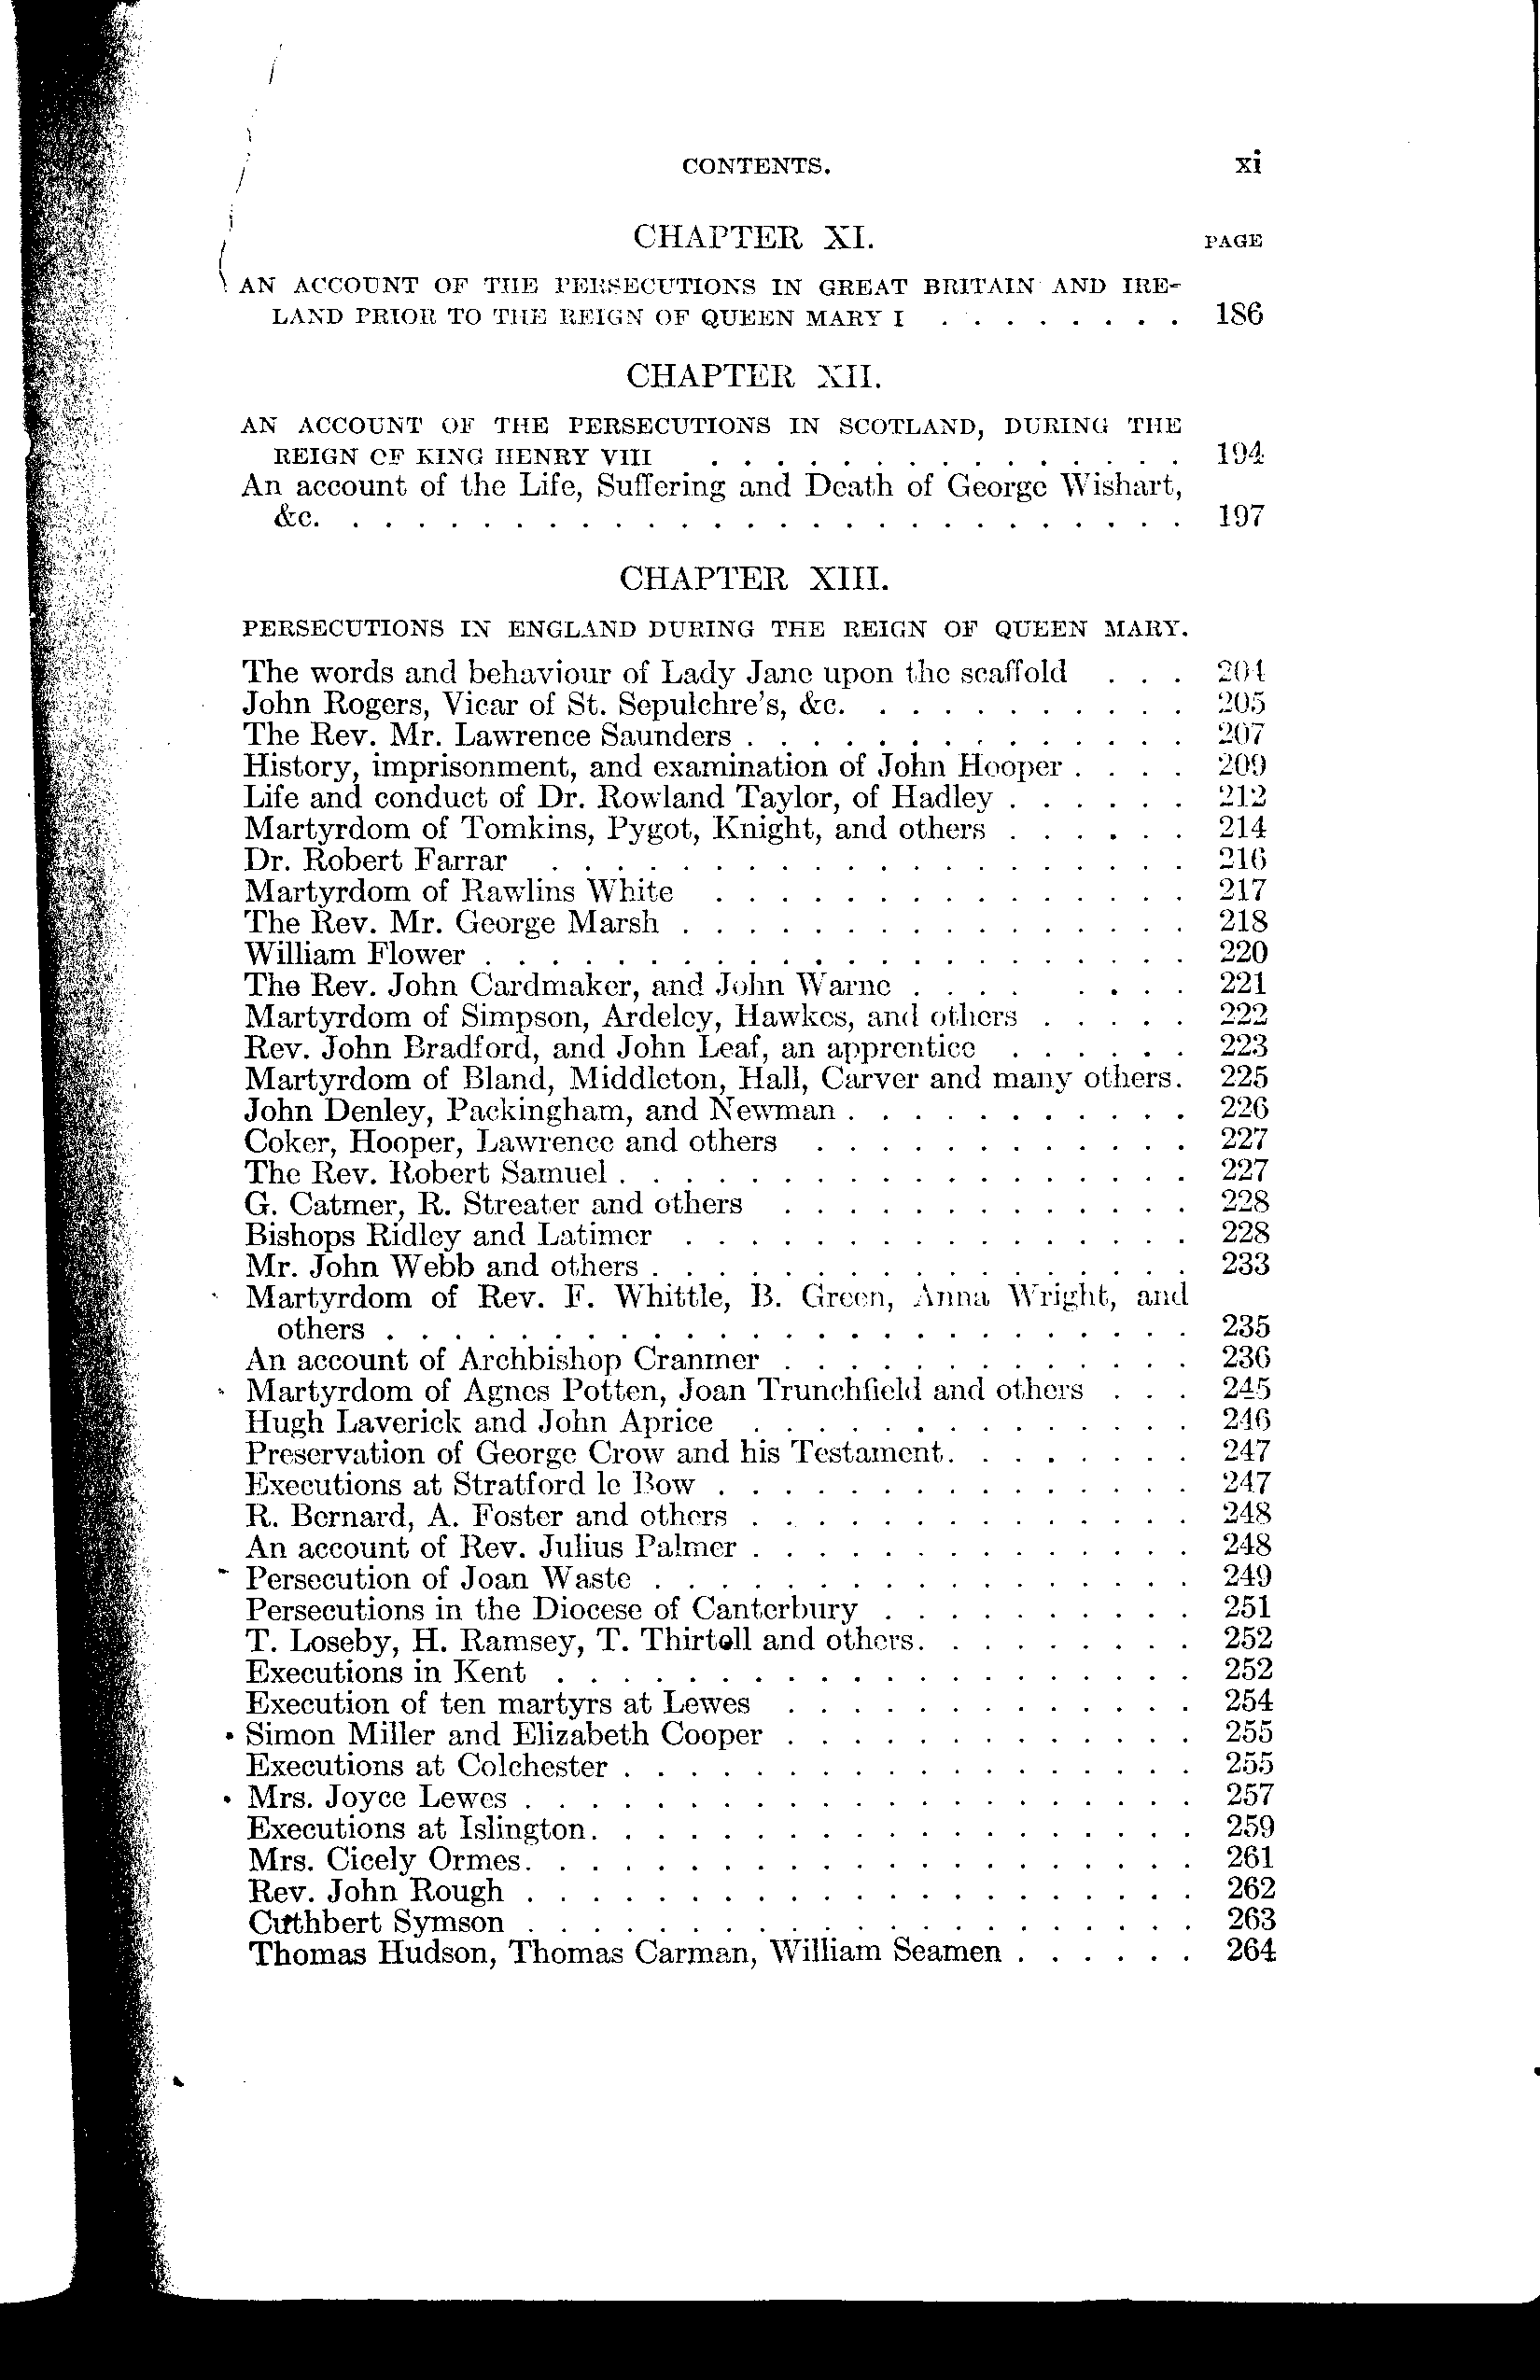 CONTENTS. xi
CHAPTER XI. PAGE
AN ACCOUNT OF THE PERSECUTIONS IN GREAT BRITAIN AND IRE-
LAND PRIOR TO THE REIGN OF QUEEN MARY I . . . . . . . . 186
CHAPTER XII.
AN ACCOUNT OF THE PERSECUTIONS IN SCOTLAND, DURING THE
REIGN OF KING HENRY VIII . . . . . . . . . . . . . . . 194
An account of the Life, Suffering and Death of George Wishart,
&c. . . . . . . . . . . . . . . . . . . . . . . . . . . 197
CHAPTER XIII.
PERSECUTIONS IN ENGLAND DURING THE REIGN OF QUEEN MARY.
The words and behaviour of Lady Jane upon the scaffold . . . 204
John Rogers, Vicar of St. Sepulchre's, &c. . . . . . . . . . . 205
The Rev. Mr. Lawrence Saunders . . . . . . . . . . . . . . 207
History, imprisonment, and examination of John Hooper . . . . 209
Life and conduct of Dr. Rowland Taylor, of Hadley . . . . . . 212
Martyrdom of Tomkins, Pygot, Knight, and others . . . . . . 214
Dr. Robert Farrar . . . . . . . . . . . . . . . . . . . . 216
Martyrdom of Rawlins White . . . . . . . . . . . . . . . 217
The Rev. Mr. George Marsh . . . . . . . . . . . . . . . . 218
William Flower . . . . . . . . . . . . . . . . . . . . . . 220
The Rev. John Cardmaker, and John Warne . . . . . . . . 221
Martyrdom of Simpson, Ardeley, Hawkes, and others . . . . . 222
Rev. John Bradford, and John Leaf, an apprentice . . . . . . 223
Martyrdom of Bland, Middleton, Hall, Carver and many others. 225
John Denley, Packingham, and Newman . . . . . . . . . . . 226
Coker, Hooper, Lawrence and others . . . . . . . . . . . . 227
The Rev. Robert Samuel . . . . . . . . . . . . . . . . . . 227
G. Catmer, R. Streater and others . . . . . . . . . . . . . 228
Bishops Ridley and Latimer . . . . . . . . . . . . . . . . 228
Mr. John Webb and others . . . . . . . . . . . . . . . . . 233
Martyrdom of Rev. F. Whittle, B. Green, Anna Wright, and
others . . . . . . . . . . . . . . . . . . . . . . . . . 235
An account of Archbishop Cranmer . . . . . . . . . . . . . 236
Martyrdom of Agnes Potten, Joan Trunchfield and others . . . 245
Hugh Laverick and John Aprice . . . . . . . . . . . . . . 246
Preservation of George Crow and his Testament. . . . . . . . 247
Executions at Stratford le Bow . . . . . . . . . . . . . . . 247
R. Bernard, A. Foster and others . . . . . . . . . . . . . . 248
An account of Rev. Julius Palmer . . . . . . . . . . . . . . 248
Persecution of Joan Waste . . . . . . . . . . . . . . . . . 249
Persecutions in the Diocese of Canterbury . . . . . . . . . . 251
T. Loseby, H. Ramsey, T. Thirtell and others. . . . . . . . . 252
Executions in Kent . . . . . . . . . . . . . . . . . . . . 252
Execution of ten martyrs at Lewes . . . . . . . . . . . . . 254
Simon Miller and Elizabeth Cooper . . . . . . . . . . . . . 255
Executions at Colchester . . . . . . . . . . . . . . . . . . 255
Mrs. Joyce Lewes . . . . . . . . . . . . . . . . . . . . . 257
Executions at Islington. . . . . . . . . . . . . . . . . . . 259
Mrs. Cicely Ormes. . . . . . . . . . . . . . . . . . . . . 261
Rev. John Rough . . . . . . . . . . . . . . . . . . . . . 262
Cuthbert Symson . . . . . . . . . . . . . . . . . . . . . 263
Thomas Hudson, Thomas Carman, William Seamen . . . . . . 264